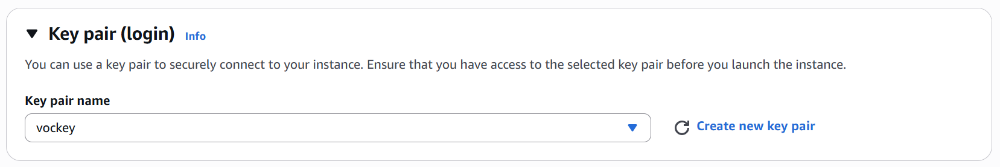 Key pair (login) Info
You can use a key pair to securely connect to your instance. Ensure that you have access to the selected key pair before you launch the instance.
Key pair name
vockey
Create new key pair